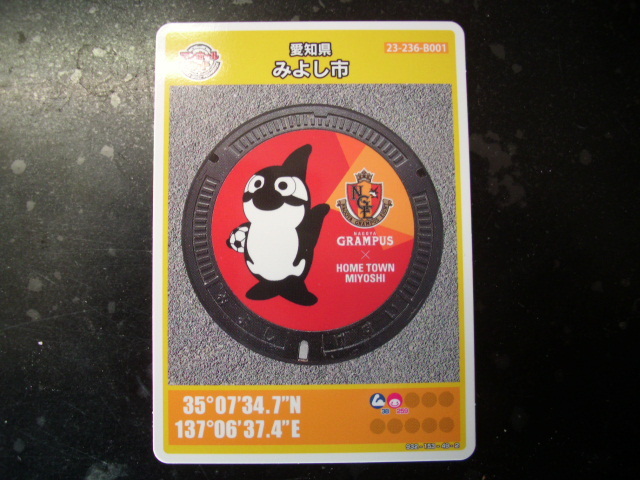 愛知県
23-236-B001
みよし市
NAGOYA
GRAMPUS
×
HOME TOWN
MIYOSHI
35°07'34.7"N
137°06'37.4"E